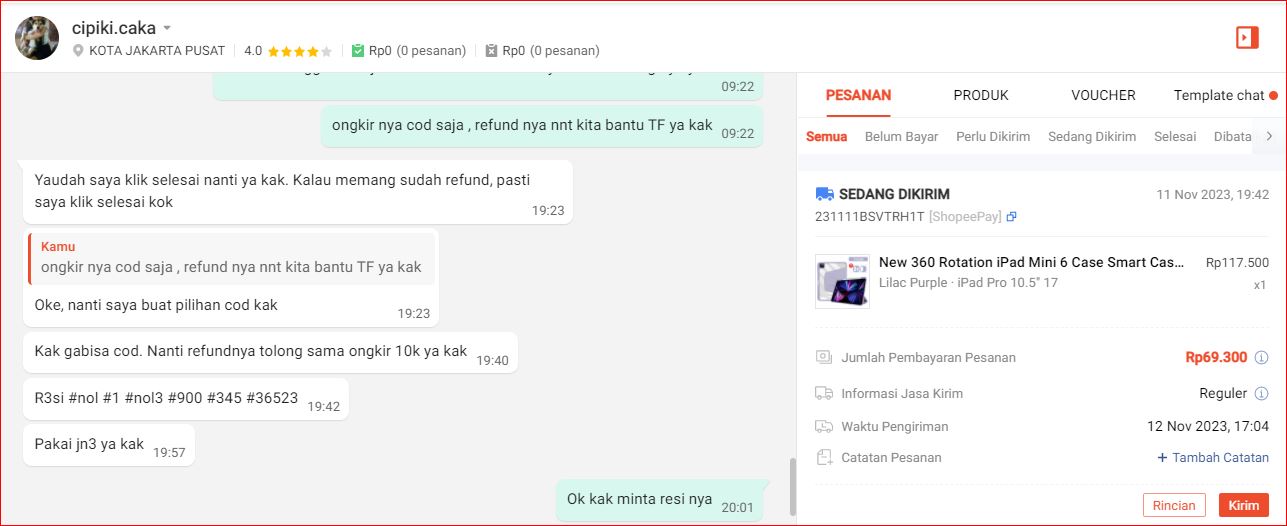 cipiki.caka
KOTA JAKARTA PUSAT 4.0 Rp0 (0 pesanan) Rp0 (0 pesanan)
09:22
ongkir nya cod saja , refund nya nnt kita bantu TF ya kak 09:22
Yaudah saya klik selesai nanti ya kak. Kalau memang sudah refund, pasti
saya klik selesai kok
19:23
Kamu
ongkir nya cod saja , refund nya nnt kita bantu TF ya kak
Oke, nanti saya buat pilihan cod kak
19:23
Kak gabisa cod. Nanti refundnya tolong sama ongkir 10k ya kak 19:40
R3si #nol #1 #nol3 #900 #345 #36523 19:42
Pakai jn3 ya kak 19:57
Ok kak minta resi nya 20:01
PESANAN PRODUK VOUCHER Template chat
Semua Belum Bayar Perlu Dikirim Sedang Dikirim Selesai Dibata
SEDANG DIKIRIM 11 Nov 2023, 19:42
231111BSVTRH1T [ShopeePay]
New 360 Rotation iPad Mini 6 Case Smart Cas... Rp117.500
Lilac Purple · iPad Pro 10.5" 17 x1
Jumlah Pembayaran Pesanan Rp69.300
Informasi Jasa Kirim Reguler
Waktu Pengiriman 12 Nov 2023, 17:04
Catatan Pesanan + Tambah Catatan
Rincian Kirim